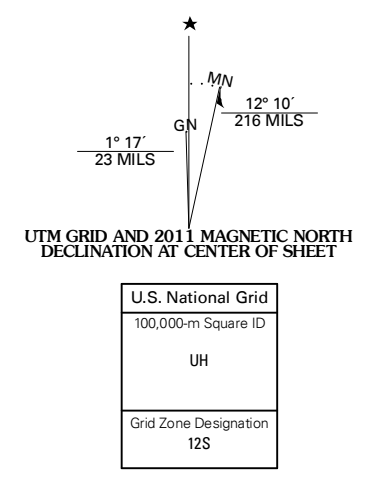 ★
MN
GN
12° 10´
216 MILS
1° 17´
23 MILS
UTM GRID AND 2011 MAGNETIC NORTH
DECLINATION AT CENTER OF SHEET
U.S. National Grid
100,000-m Square ID
UH
Grid Zone Designation
12S